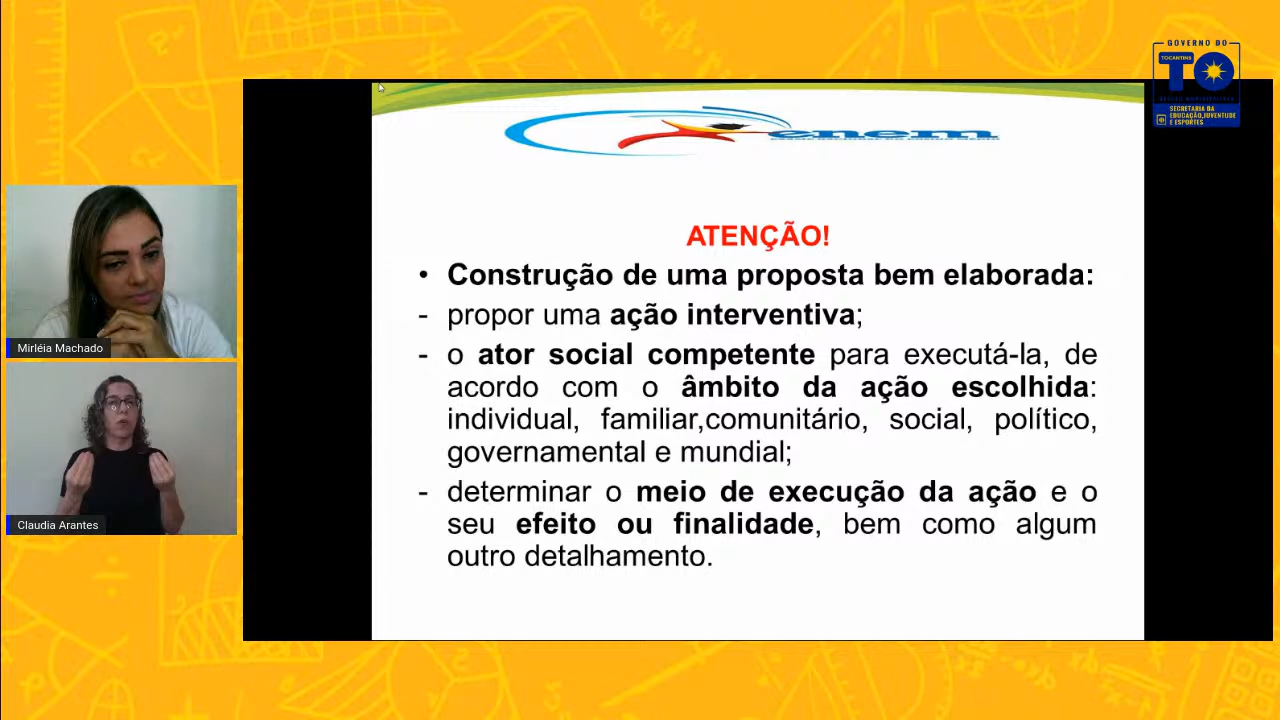 GOVERNO DO
TOCANTINS
TO
SECRETARIA DA
EDUCAÇÃO, JUVENTUDE
E ESPORTES
enem
ATENÇÃO!
• Construção de uma proposta bem elaborada:
- propor uma ação interventiva;
- o ator social competente para executá-la, de
acordo com o âmbito da ação escolhida:
individual, familiar,comunitário, social, político,
governamental e mundial;
- determinar o meio de execução da ação e o
seu efeito ou finalidade, bem como algum
outro detalhamento.
Mirléia Machado
Claudia Arantes